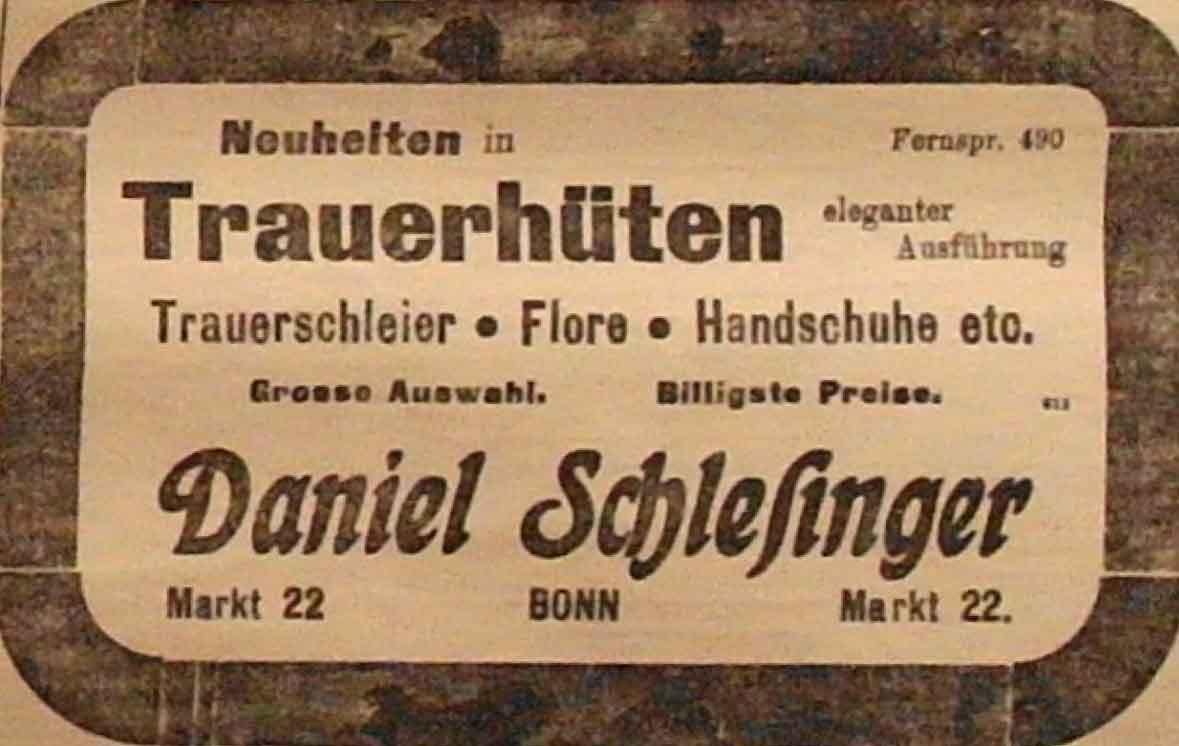 Neuheiten in Fernspr. 490
Trauerhüten eleganter
Ausführung
Trauerschleier • Flore • Handschuhe etc.
Grosse Auswahl. Billigste Preise.
Daniel Schleſinger
Markt 22 BONN Markt 22.